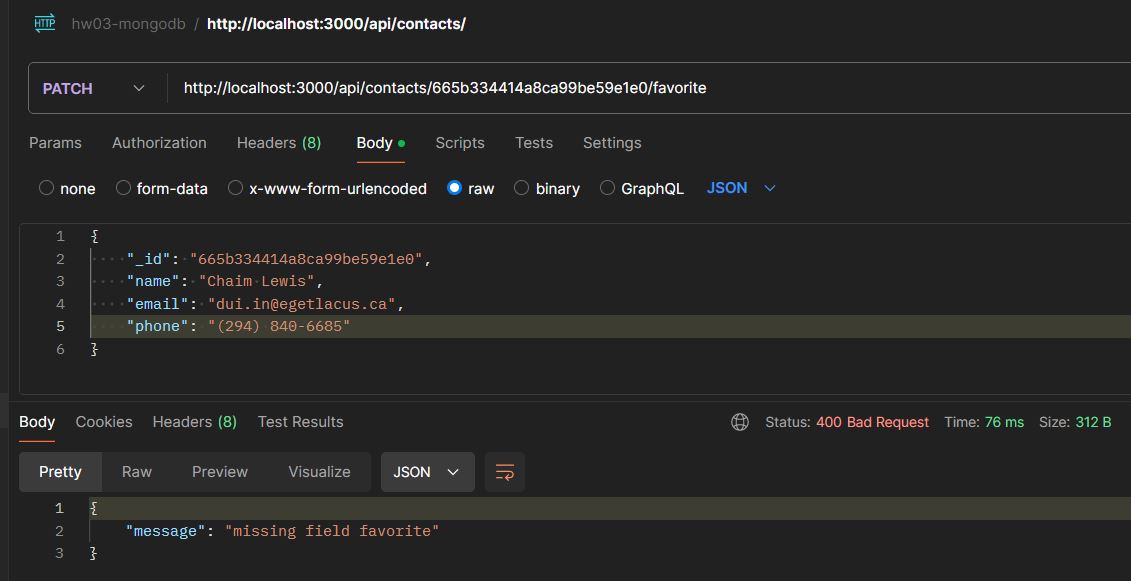 HTTP hw03-mongodb / http://localhost:3000/api/contacts/
PATCH http://localhost:3000/api/contacts/665b334414a8ca99be59e1e0/favorite
Params Authorization Headers (8) Body Scripts Tests Settings
none form-data x-www-form-urlencoded raw binary GraphQL JSON
1 {
2 "_id": "665b334414a8ca99be59e1e0",
3 "name": "Chaim Lewis",
4 "email": "dui.in@egetlacus.ca",
5 "phone": "(294) 840-6685"
6 }
Body Cookies Headers (8) Test Results Status: 400 Bad Request Time: 76 ms Size: 312 B
Pretty Raw Preview Visualize JSON
1 {
2 "message": "missing field favorite"
3 }